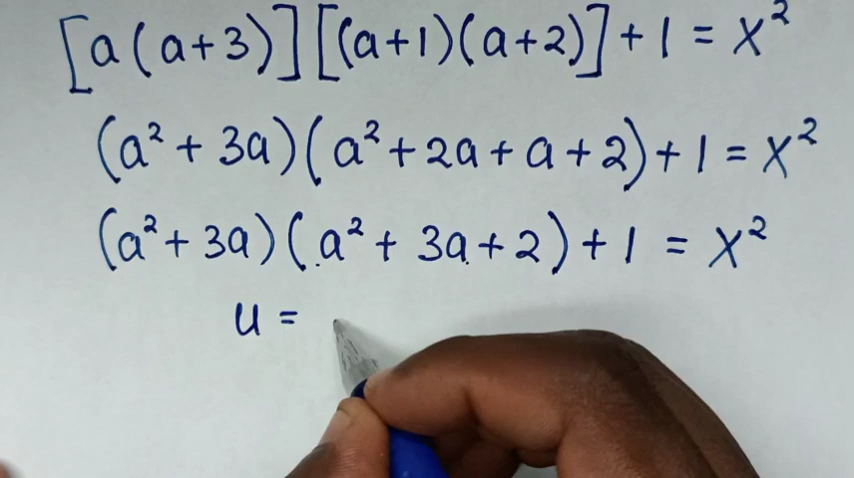 [a(a+3)][(a+1)(a+2)]+1=x²
(a²+3a)(a²+2a+a+2)+1=x²
(a²+3a)(a²+3a+2)+1=x²
u=